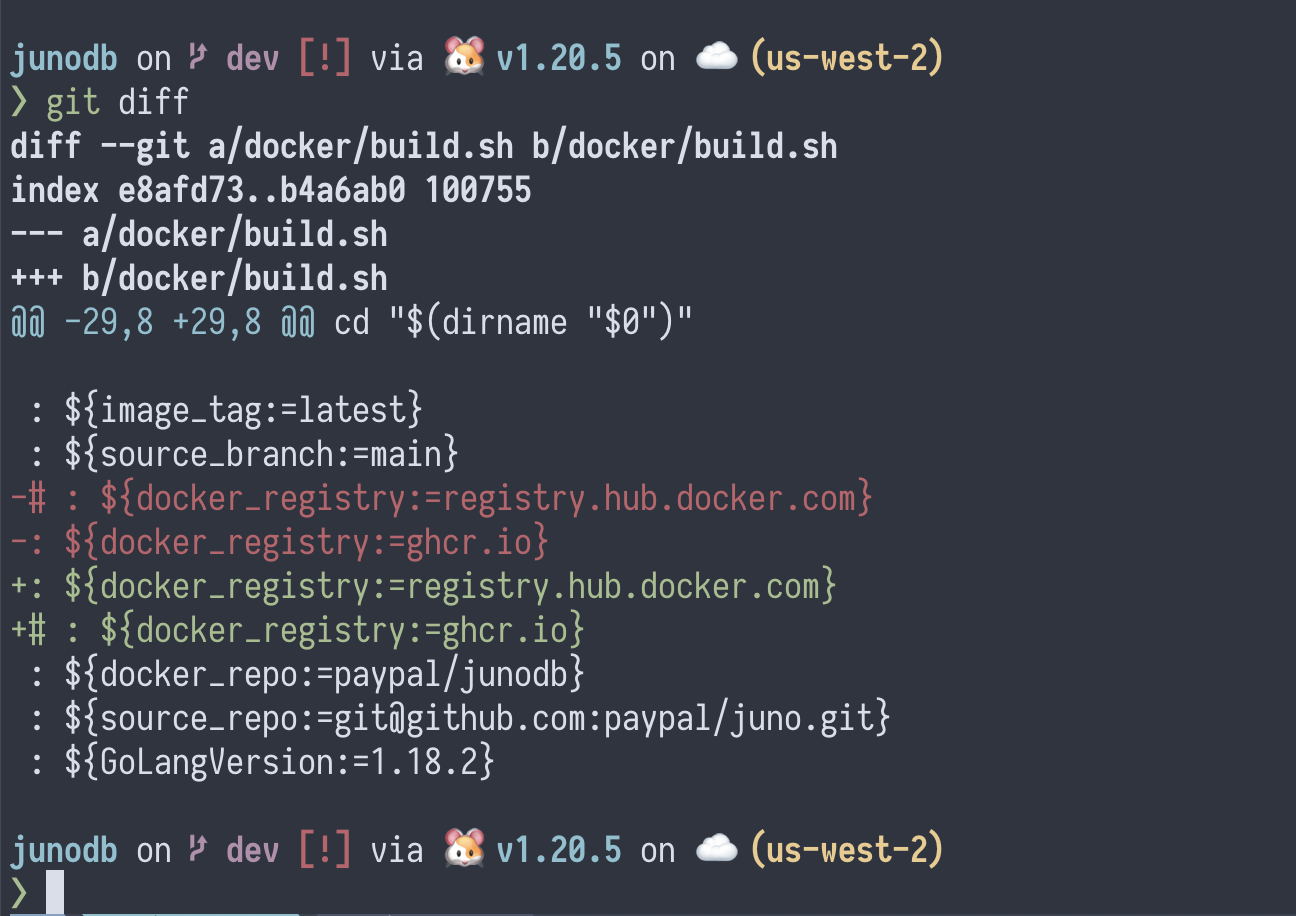 junodb on dev [!] via 🐹 v1.20.5 on ☁️ (us-west-2)
❯ git diff
diff --git a/docker/build.sh b/docker/build.sh
index e8afd73..b4a6ab0 100755
--- a/docker/build.sh
+++ b/docker/build.sh
@@ -29,8 +29,8 @@ cd "$(dirname "$0")"
 : ${image_tag:=latest}
 : ${source_branch:=main}
-# : ${docker_registry:=registry.hub.docker.com}
-: ${docker_registry:=ghcr.io}
+: ${docker_registry:=registry.hub.docker.com}
+# : ${docker_registry:=ghcr.io}
 : ${docker_repo:=paypal/junodb}
 : ${source_repo:=git@github.com:paypal/juno.git}
 : ${GoLangVersion:=1.18.2}
junodb on dev [!] via 🐹 v1.20.5 on ☁️ (us-west-2)
❯